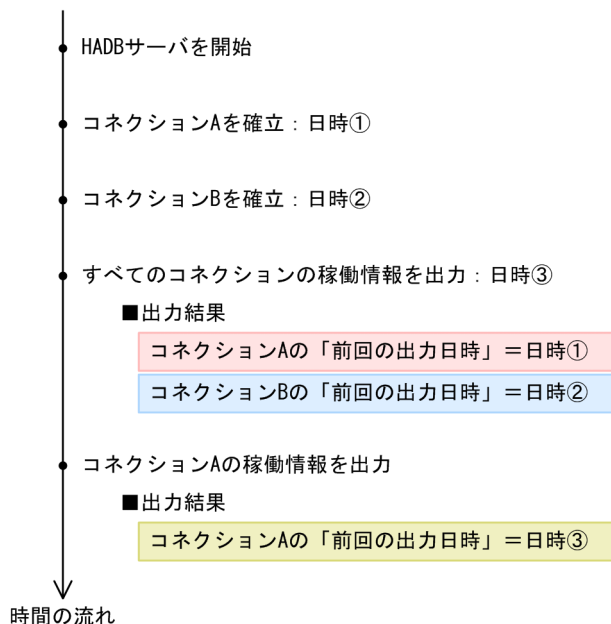 HADBサーバを開始
コネクションAを確立：日時①
コネクションBを確立：日時②
すべてのコネクションの稼働情報を出力：日時③
■出力結果
コネクションAの「前回の出力日時」＝日時①
コネクションBの「前回の出力日時」＝日時②
コネクションAの稼働情報を出力
■出力結果
コネクションAの「前回の出力日時」＝日時③
時間の流れ